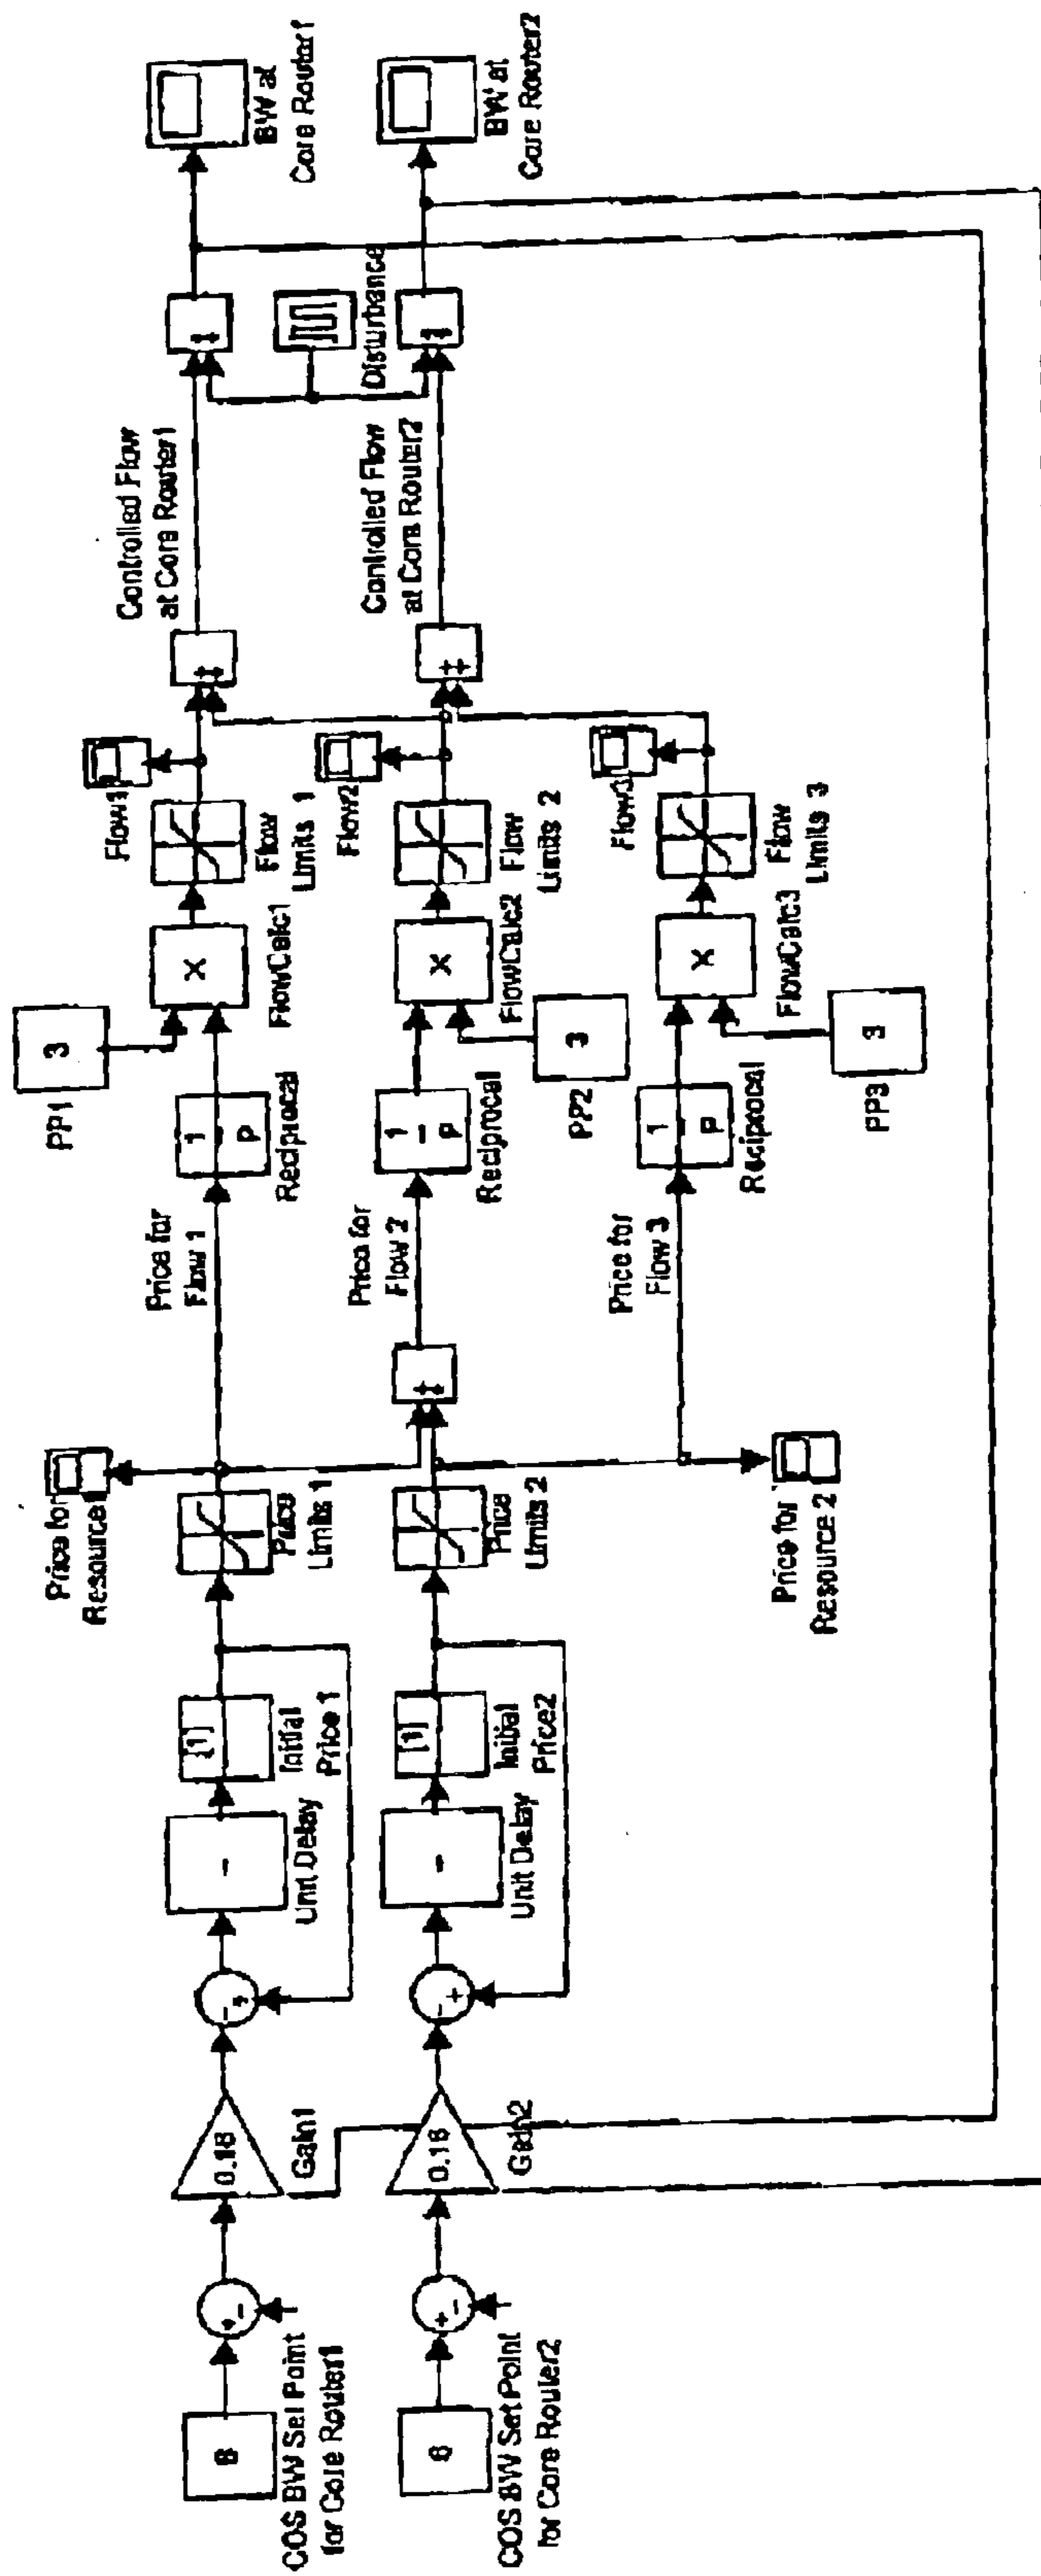 COS BW Set Point
for Core Router1
0.16
Gain1
Unit Delay
[1]
Initial
Price 1
Price
Limits 1
Price for
Resource1
Price for
Flow 1
1
-
P
Reciprocal
3
PP1
X
FlowCalc1
Flow
Limits 1
Flow1
Controlled Flow
at Core Router1
BW at
Core Router1
6
COS BW Set Point
for Core Router2
0.16
Gain2
Unit Delay
[1]
Initial
Price2
Price
Limits 2
Price for
Flow 2
1
-
P
Reciprocal
3
PP2
X
FlowCalc2
Flow
Limits 2
Flow2
Controlled Flow
at Core Router2
Disturbance
BW at
Core Router2
Price for
Resource 2
Price for
Flow 3
1
-
P
Reciprocal
3
PP3
X
FlowCalc3
Flow
Limits 3
Flow3